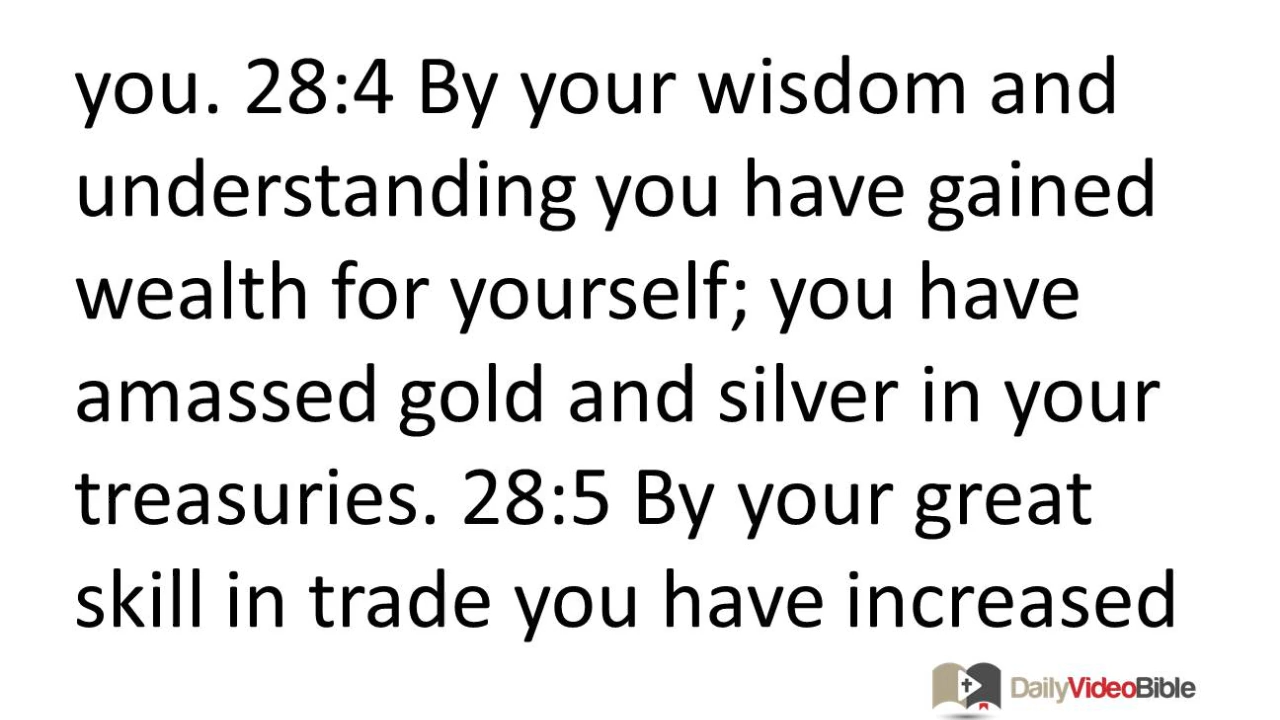 you. 28:4 By your wisdom and
understanding you have gained
wealth for yourself; you have
amassed gold and silver in your
treasuries. 28:5 By your great
skill in trade you have increased
DailyVideoBible